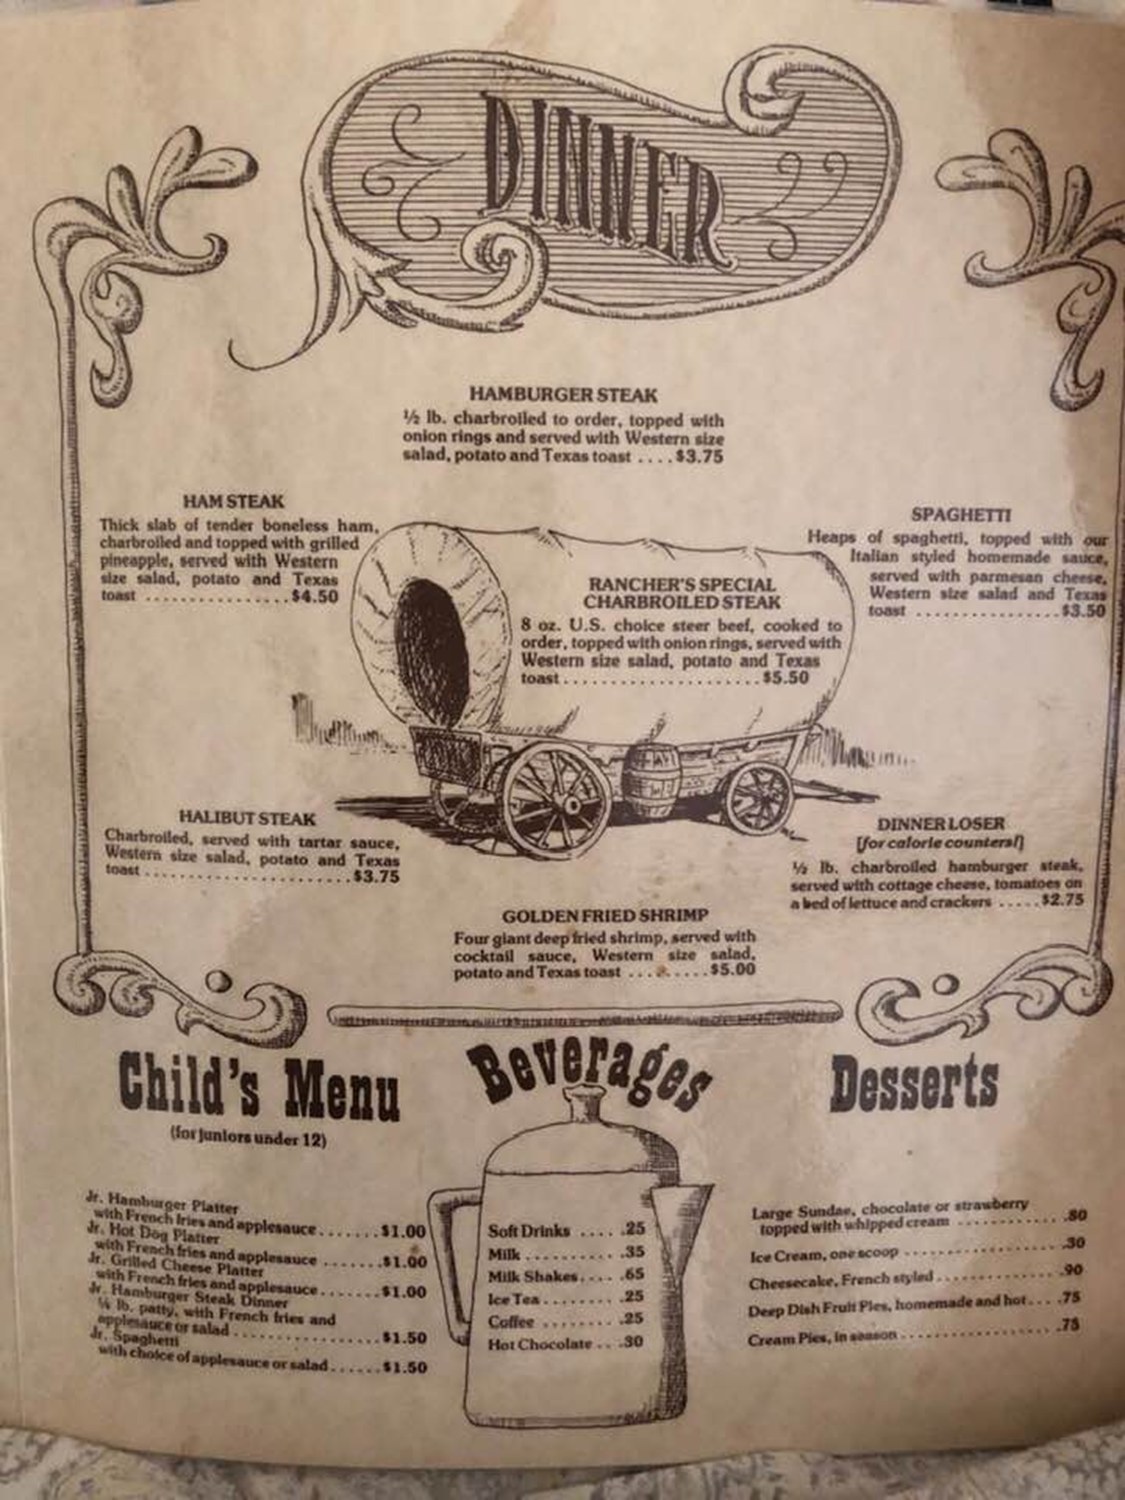 DINNER
HAMBURGER STEAK
½ lb. charbroiled to order, topped with
onion rings and served with Western size
salad, potato and Texas toast ....$3.75
HAM STEAK
Thick slab of tender boneless ham,
charbroiled and topped with grilled
pineapple, served with Western
size salad, potato and Texas
toast ................$4.50
SPAGHETTI
Heaps of spaghetti, topped with our
Italian styled homemade sauce,
served with parmesan cheese,
Western size salad and Texas
toast ................$3.50
RANCHER'S SPECIAL
CHARBROILED STEAK
8 oz. U.S. choice steer beef, cooked to
order, topped with onion rings, served with
Western size salad, potato and Texas
toast.....................$5.50
HALIBUT STEAK
Charbroiled, served with tartar sauce,
Western size salad, potato and Texas
toast.......................$3.75
DINNER LOSER
(for calorie counters!)
½ lb. charbroiled hamburger steak,
served with cottage cheese, tomatoes on
a bed of lettuce and crackers .....$2.75
GOLDEN FRIED SHRIMP
Four giant deep fried shrimp, served with
cocktail sauce, Western size salad,
potato and Texas toast .........$5.00
Child's Menu
(for juniors under 12)
Jr. Hamburger Platter
with French fries and applesauce.......$1.00
Jr. Hot Dog Platter
with French fries and applesauce.......$1.00
Jr. Grilled Cheese Platter
with French fries and applesauce.......$1.00
Jr. Hamburger Steak Dinner
¼ lb. patty, with French fries and
applesauce or salad.................$1.50
Jr. Spaghetti
with choice of applesauce or salad......$1.50
Beverages
Soft Drinks .....25
Milk ..........35
Milk Shakes.....65
Ice Tea.........25
Coffee .........25
Hot Chocolate ...30
Desserts
Large Sundae, chocolate or strawberry
topped with whipped cream ............80
Ice Cream, one scoop ..................30
Cheesecake, French styled..............90
Deep Dish Fruit Pies, homemade and hot....75
Cream Pies, in season ..................75